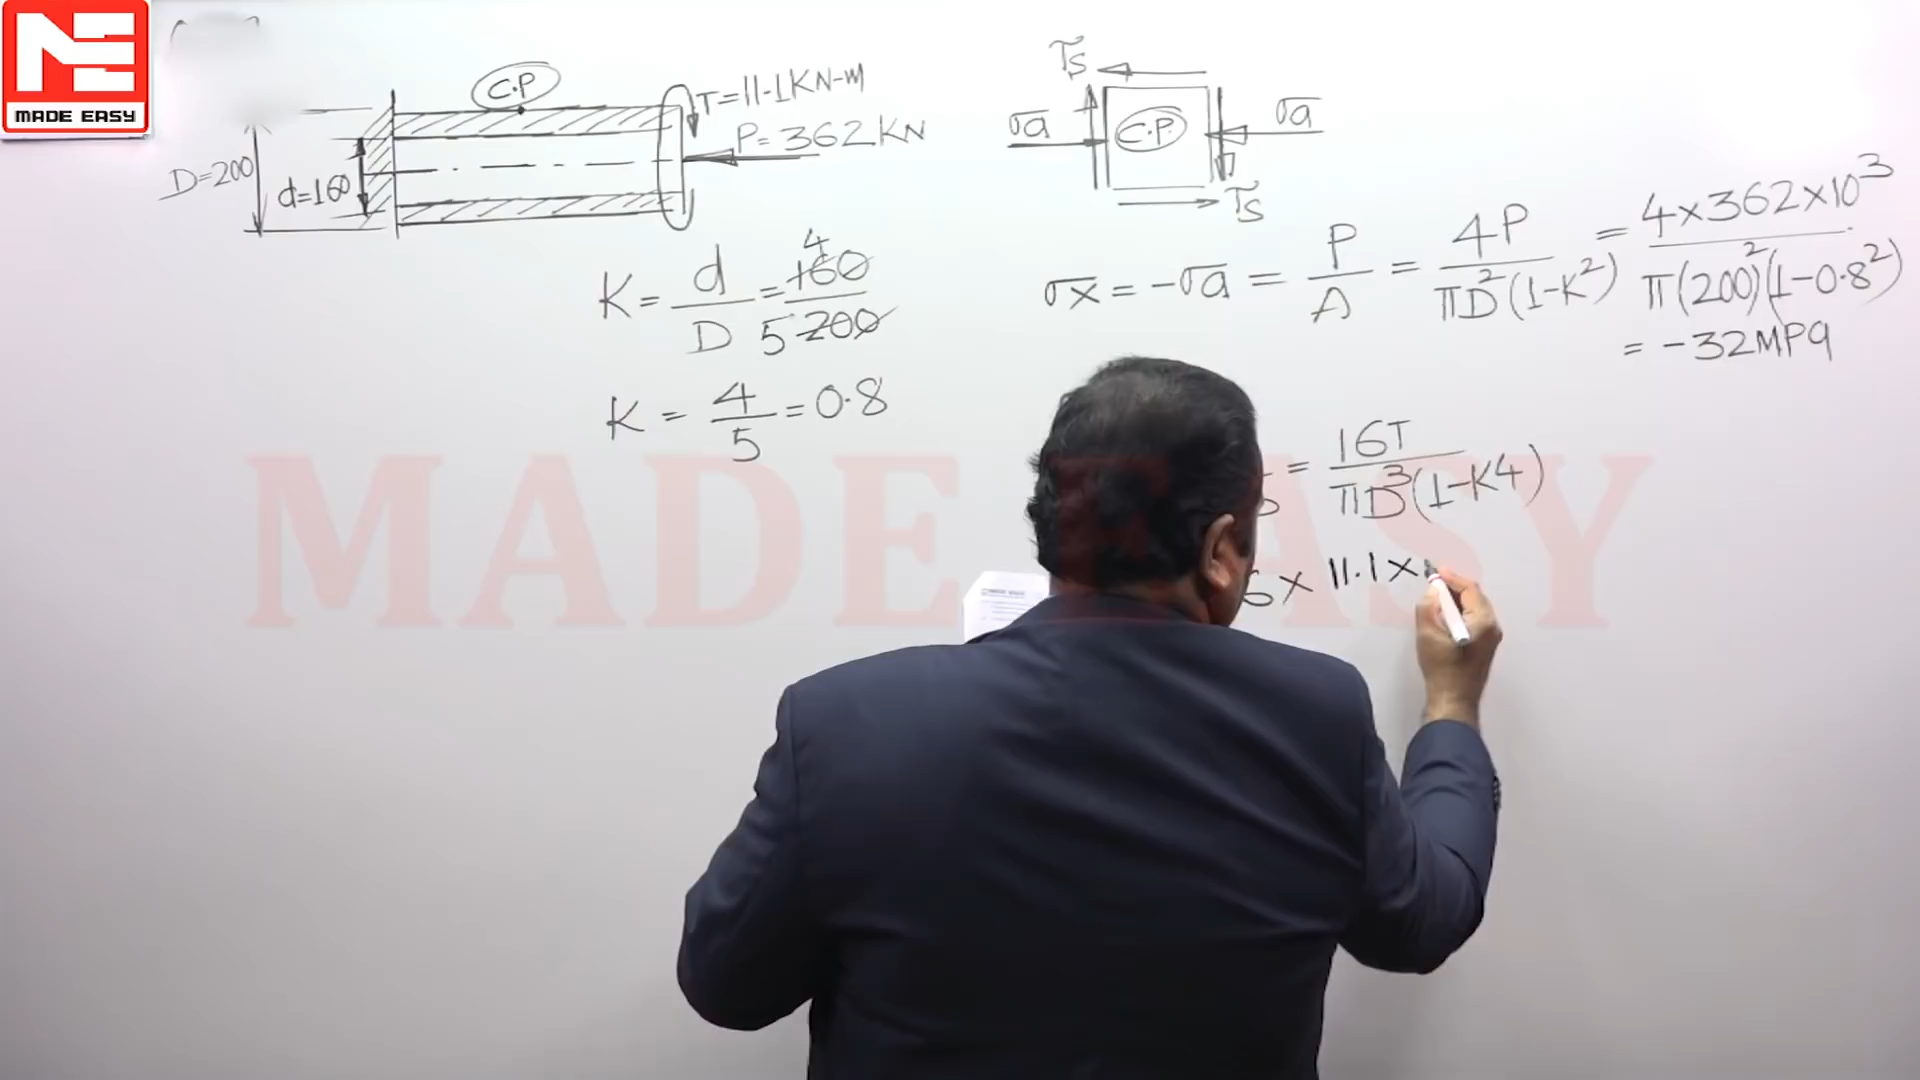 MADE EASY
C.P
T=11.1KN-M
P=362KN
D=200
d=160
τs
σa
C.P.
σa
τs
K = d/D = 160/200 4 5
K = 4/5 = 0.8
σx = -σa = P/A = 4P/πD²(1-K²) = 4×362×10³/π(200)²(1-0.8²)
= -32MPa
= 16T/πD³(1-K4)
× 11.1×
MADE EASY